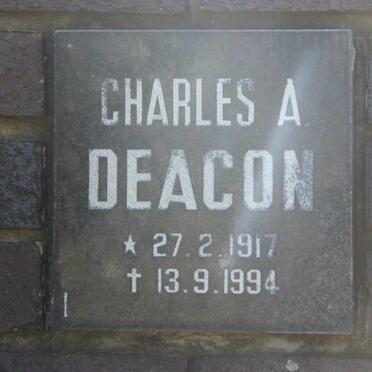 CHARLES A.
DEACON
★ 27.2.1917
✝ 13.9.1994